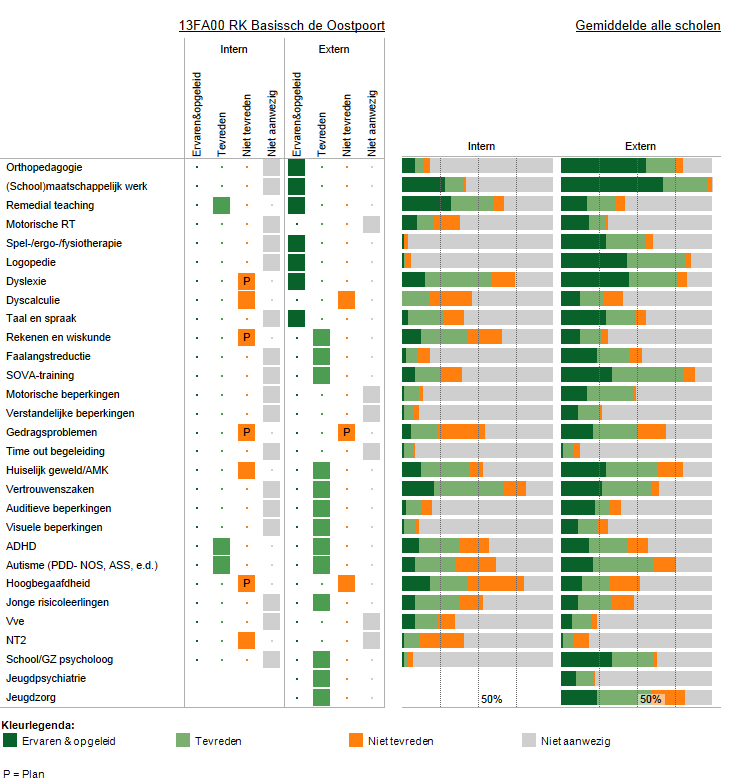 13FA00 RK Basissch de Oostpoort
Gemiddelde alle scholen
Intern
Extern
Ervaren&opgeleid
Tevreden
Niet tevreden
Niet aanwezig
Ervaren&opgeleid
Tevreden
Niet tevreden
Niet aanwezig
Intern
Extern
Orthopedagogie
(School)maatschappelijk werk
Remedial teaching
Motorische RT
Spel-/ergo-/fysiotherapie
Logopedie
Dyslexie P
Dyscalculie
Taal en spraak
Rekenen en wiskunde P
Faalangstreductie
SOVA-training
Motorische beperkingen
Verstandelijke beperkingen
Gedragsproblemen P P
Time out begeleiding
Huiselijk geweld/AMK
Vertrouwenszaken
Auditieve beperkingen
Visuele beperkingen
ADHD
Autisme (PDD- NOS, ASS, e.d.)
Hoogbegaafdheid P
Jonge risicoleerlingen
Vve
NT2
School/GZ psycholoog
Jeugdpsychiatrie
Jeugdzorg
50% 50%
Kleurlegenda:
Ervaren & opgeleid Tevreden Niet tevreden Niet aanwezig
P = Plan